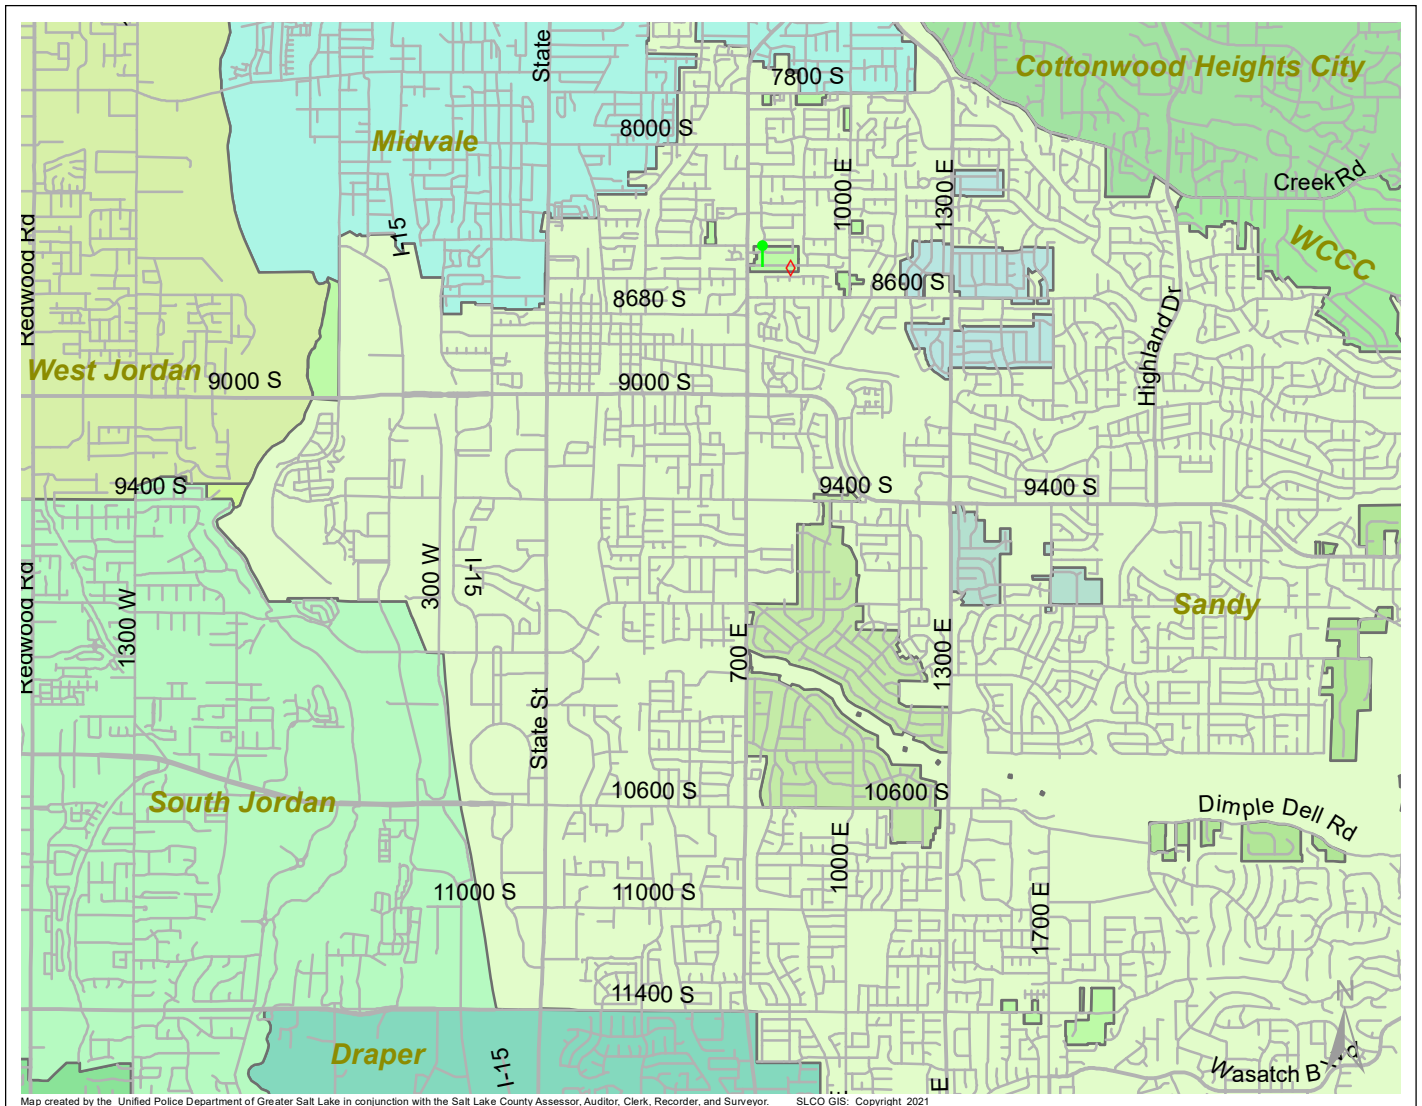 State
7800 S
Cottonwood Heights City
8000 S
Midvale
1000 E
1300 E
Creek Rd
Redwood Rd
I-15
WCCC
8600 S
8680 S
Highland Dr
West Jordan
9000 S
9000 S
9400 S
9400 S
9400 S
300 W
I-15
Redwood Rd
1300 W
Sandy
700 E
1300 E
State St
10600 S
10600 S
South Jordan
Dimple Dell Rd
1000 E
11000 S
11000 S
1700 E
11400 S
N
Draper
I-15
Wasatch Blvd
E
Map created by the Unified Police Department of Greater Salt Lake in conjunction with the Salt Lake County Assessor, Auditor, Clerk, Recorder, and Surveyor. SLCO GIS: Copyright 2021